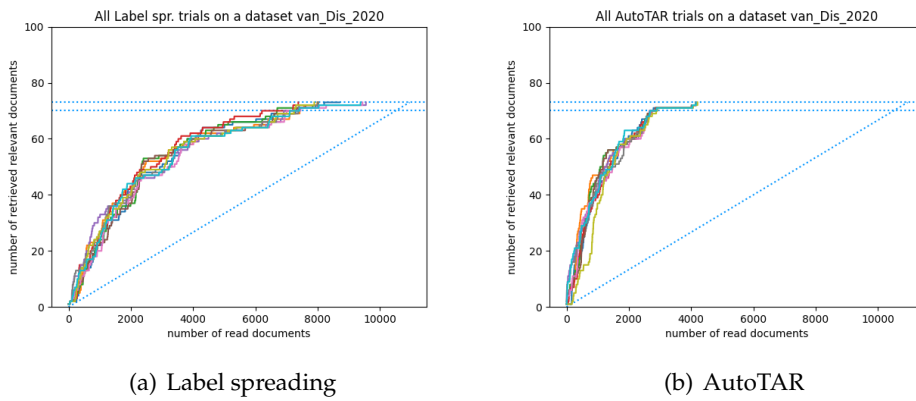 All Label spr. trials on a dataset van_Dis_2020
number of retrieved relevant documents
100
80
60
40
20
0
0 2000 4000 6000 8000 10000
number of read documents
(a) Label spreading
All AutoTAR trials on a dataset van_Dis_2020
number of retrieved relevant documents
100
80
60
40
20
0
0 2000 4000 6000 8000 10000
number of read documents
(b) AutoTAR